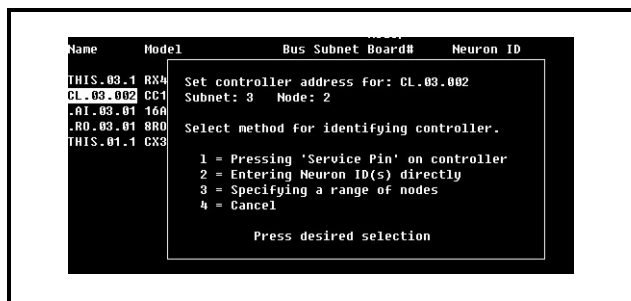 Name Model Bus Subnet Board# Neuron ID
THIS.03.1 RX4
CL.03.002 CC1
.AI.03.01 16A
.RO.03.01 8RO
THIS.01.1 CX3
Set controller address for: CL.03.002
Subnet: 3 Node: 2
Select method for identifying controller.
1 = Pressing 'Service Pin' on controller
2 = Entering Neuron ID(s) directly
3 = Specifying a range of nodes
4 = Cancel
Press desired selection